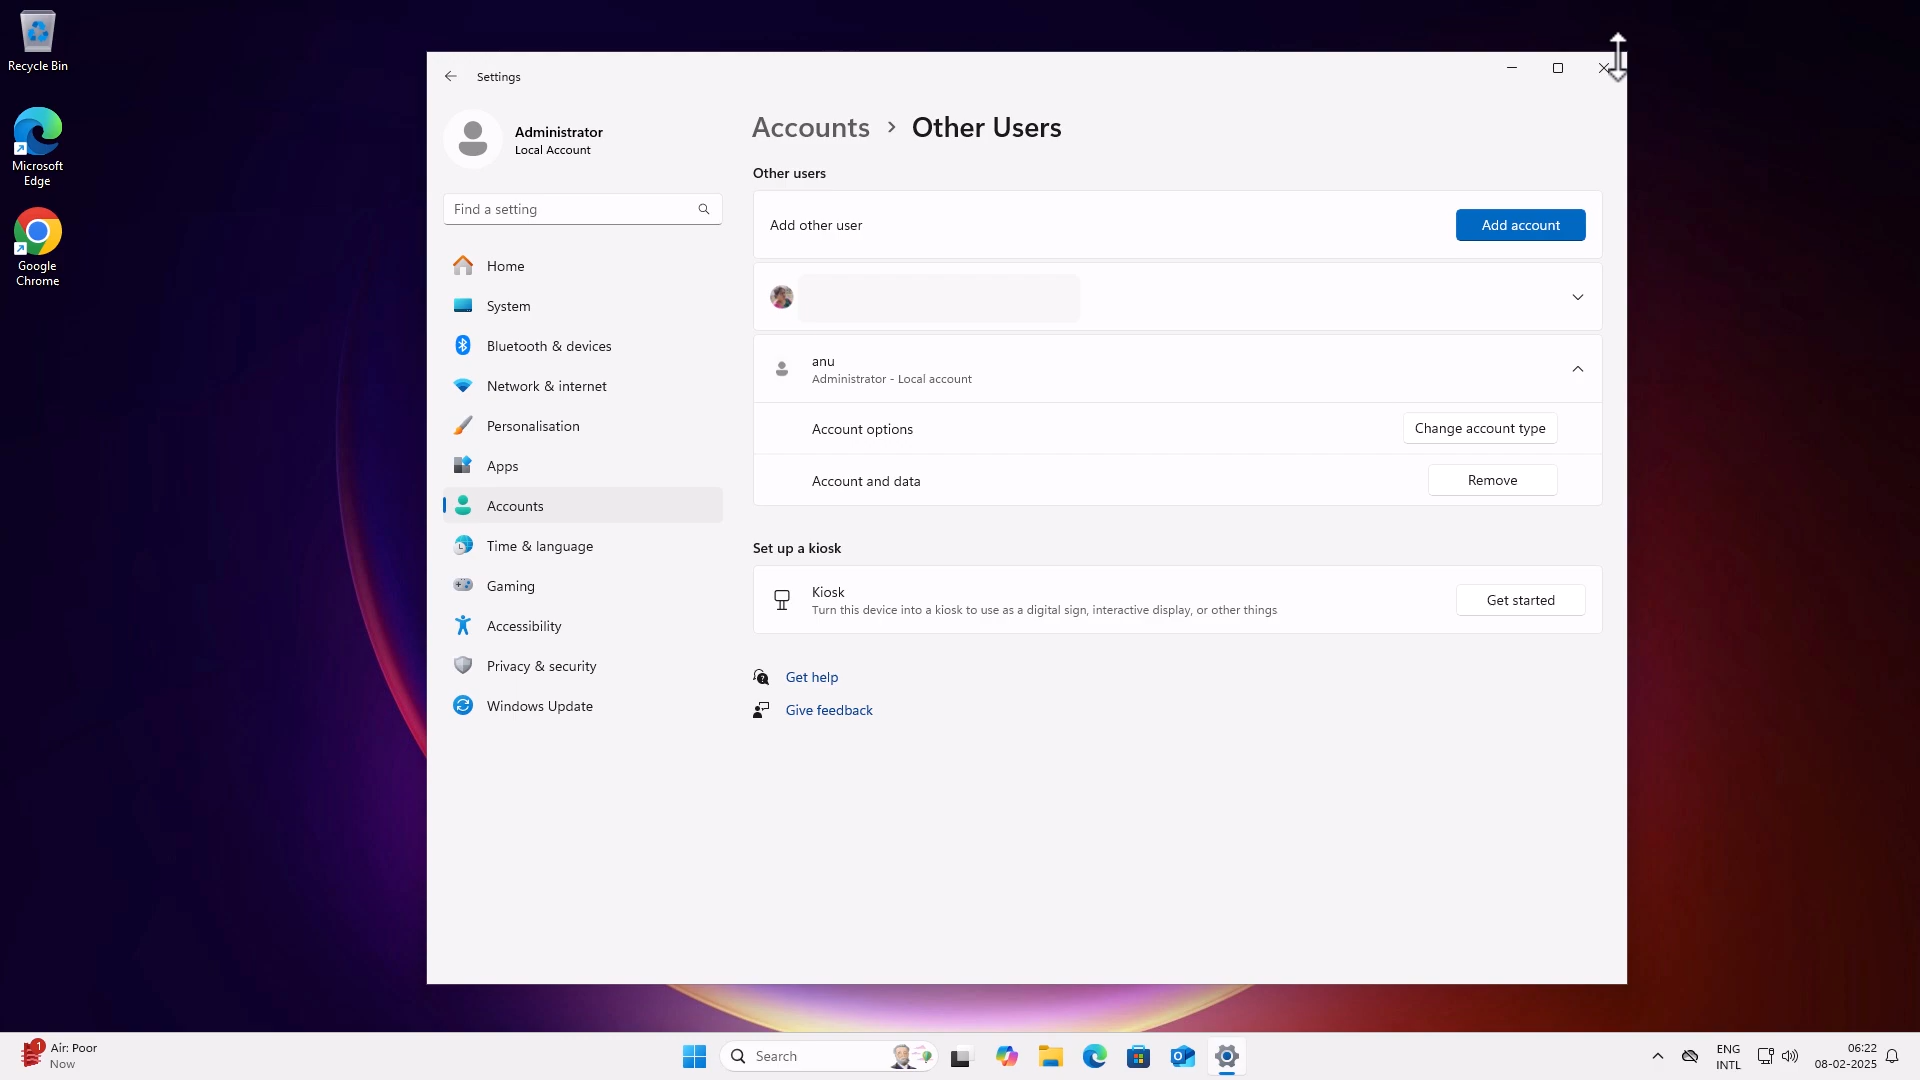 Recycle Bin
Microsoft
Edge
Google
Chrome
Settings
Administrator
Local Account
Find a setting
Home
System
Bluetooth & devices
Network & internet
Personalisation
Apps
Accounts
Time & language
Gaming
Accessibility
Privacy & security
Windows Update
Accounts > Other Users
Other users
Add other user
Add account
anu
Administrator - Local account
Account options
Change account type
Account and data
Remove
Set up a kiosk
Kiosk
Turn this device into a kiosk to use as a digital sign, interactive display, or other things
Get started
Get help
Give feedback
1
Air: Poor
Now
Search
ENG
INTL
06:22
08-02-2025